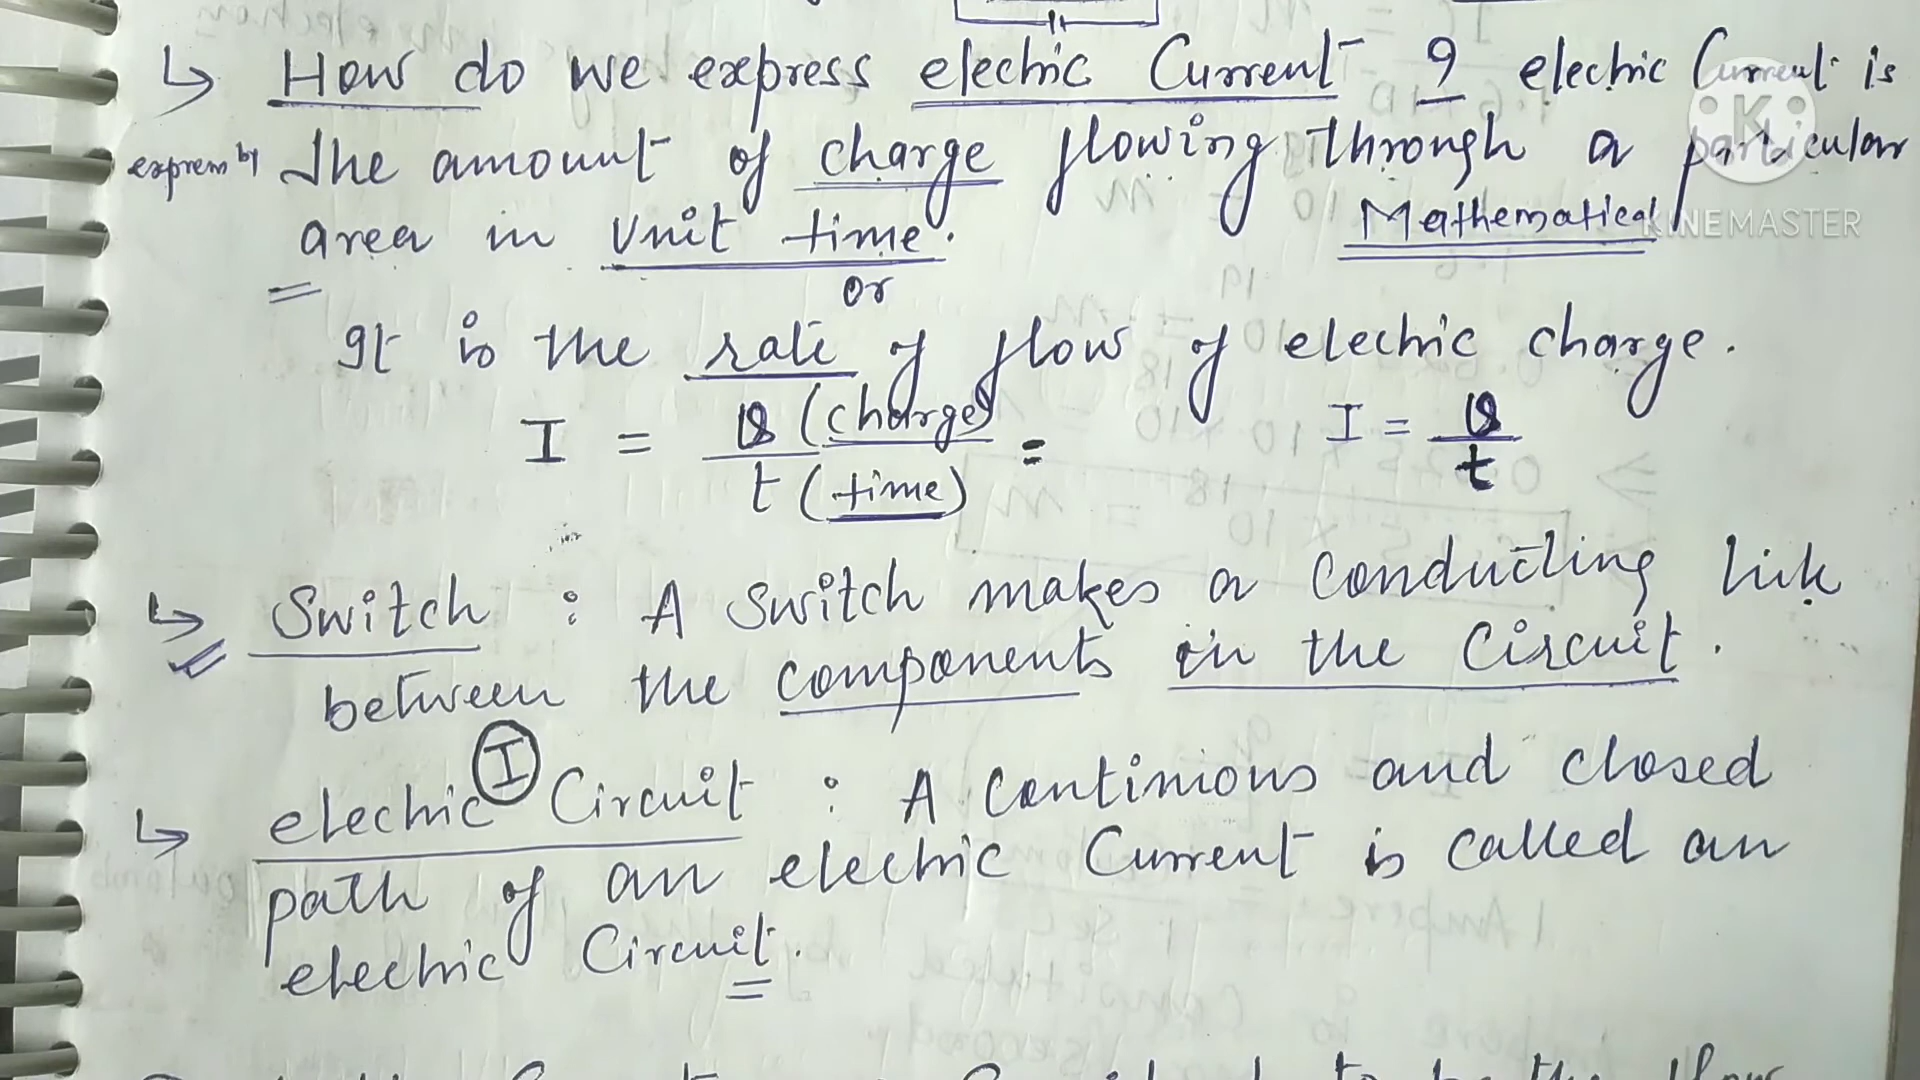 ↳ How do we express electric Current ? electric Current is
express by The amount of charge flowing through a particular
area in Unit time. Mathematical
or
It is the rate of flow of electric charge.
I = Q (charge) / t (time) = I = Q / t
↳ Switch : A Switch makes a conducting link
between the components in the Circuit.
I
↳ electric Circuit : A continious and closed
path of an electric Current is called an
electric Circuit.
K
KINEMASTER